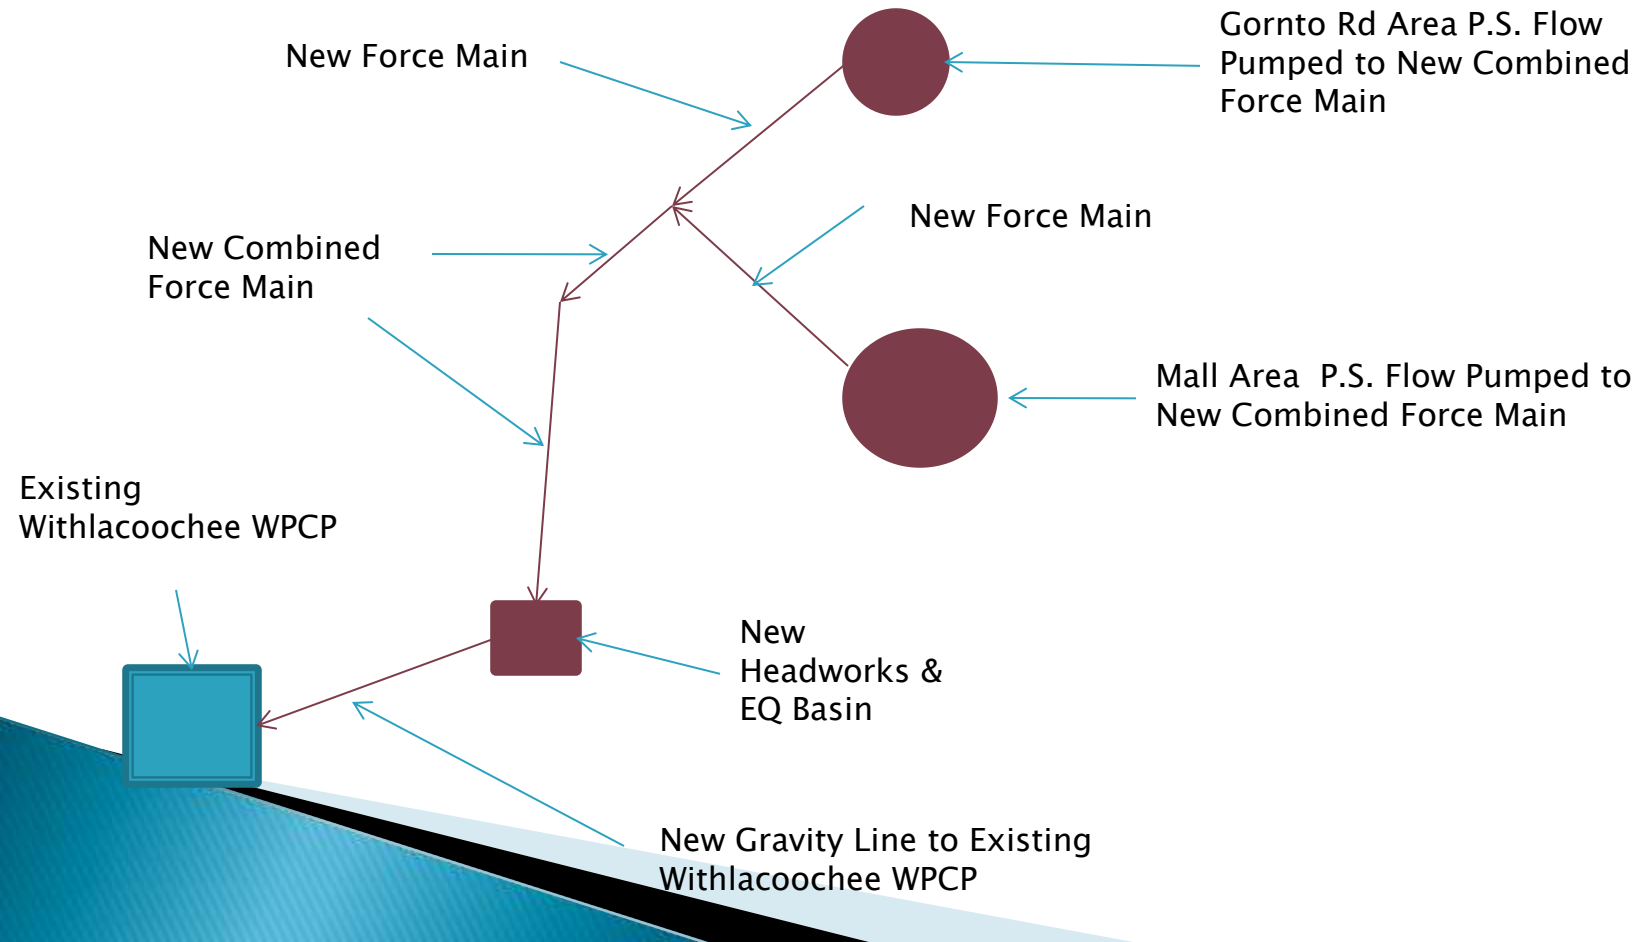 New Force Main
Gornto Rd Area P.S. Flow
Pumped to New Combined
Force Main
New Force Main
New Combined
Force Main
Mall Area  P.S. Flow Pumped to
New Combined Force Main
Existing
Withlacoochee WPCP
New
Headworks &
EQ Basin
New Gravity Line to Existing
Withlacoochee WPCP